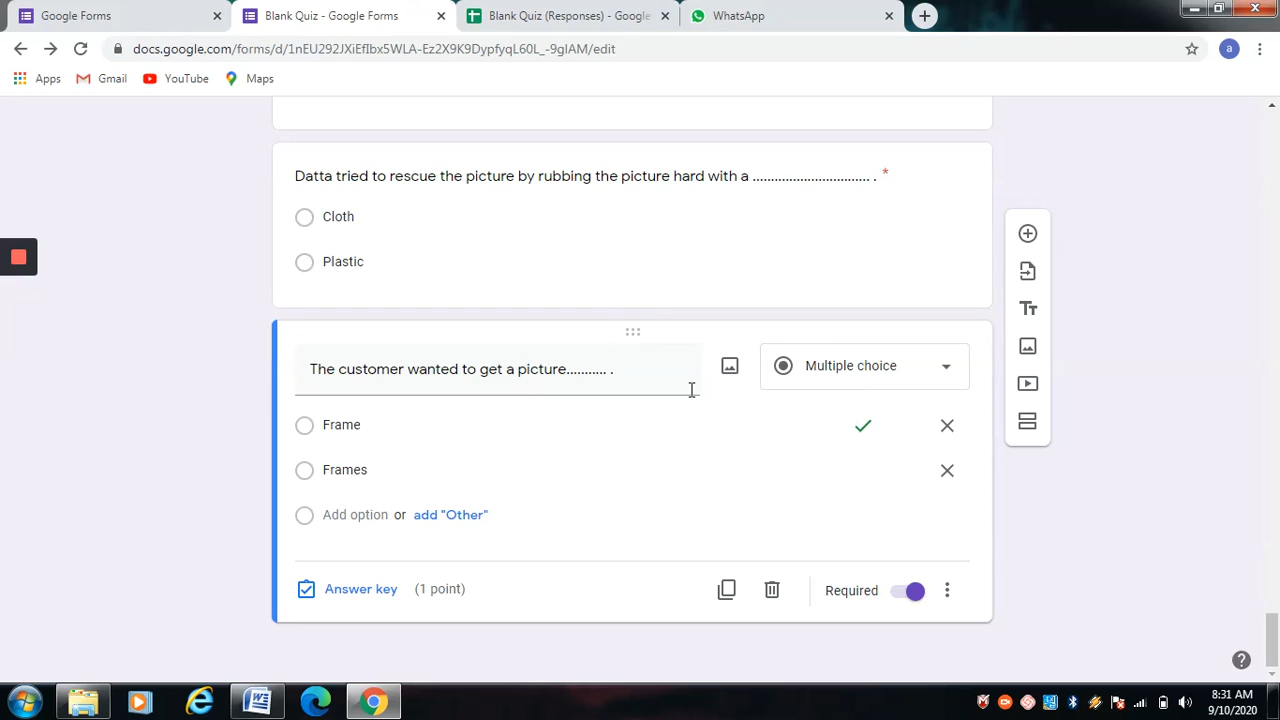 Google Forms
Blank Quiz - Google Forms
Blank Quiz (Responses) - Google
WhatsApp
docs.google.com/forms/d/1nEU292JXiEfIbx5WLA-Ez2X9K9DypfyqL60L_-9glAM/edit
a
Apps
Gmail
YouTube
Maps
Datta tried to rescue the picture by rubbing the picture hard with a ............................... . *
Cloth
Plastic
The customer wanted to get a picture........... .
Multiple choice
Frame
Frames
Add option or add "Other"
Answer key (1 point)
Required
8:31 AM
9/10/2020